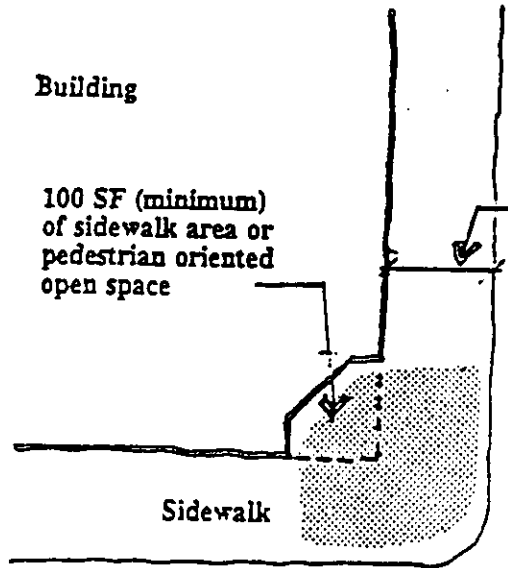 Building
100 SF (minimum)
of sidewalk area or
pedestrian oriented
open space
Sidewalk